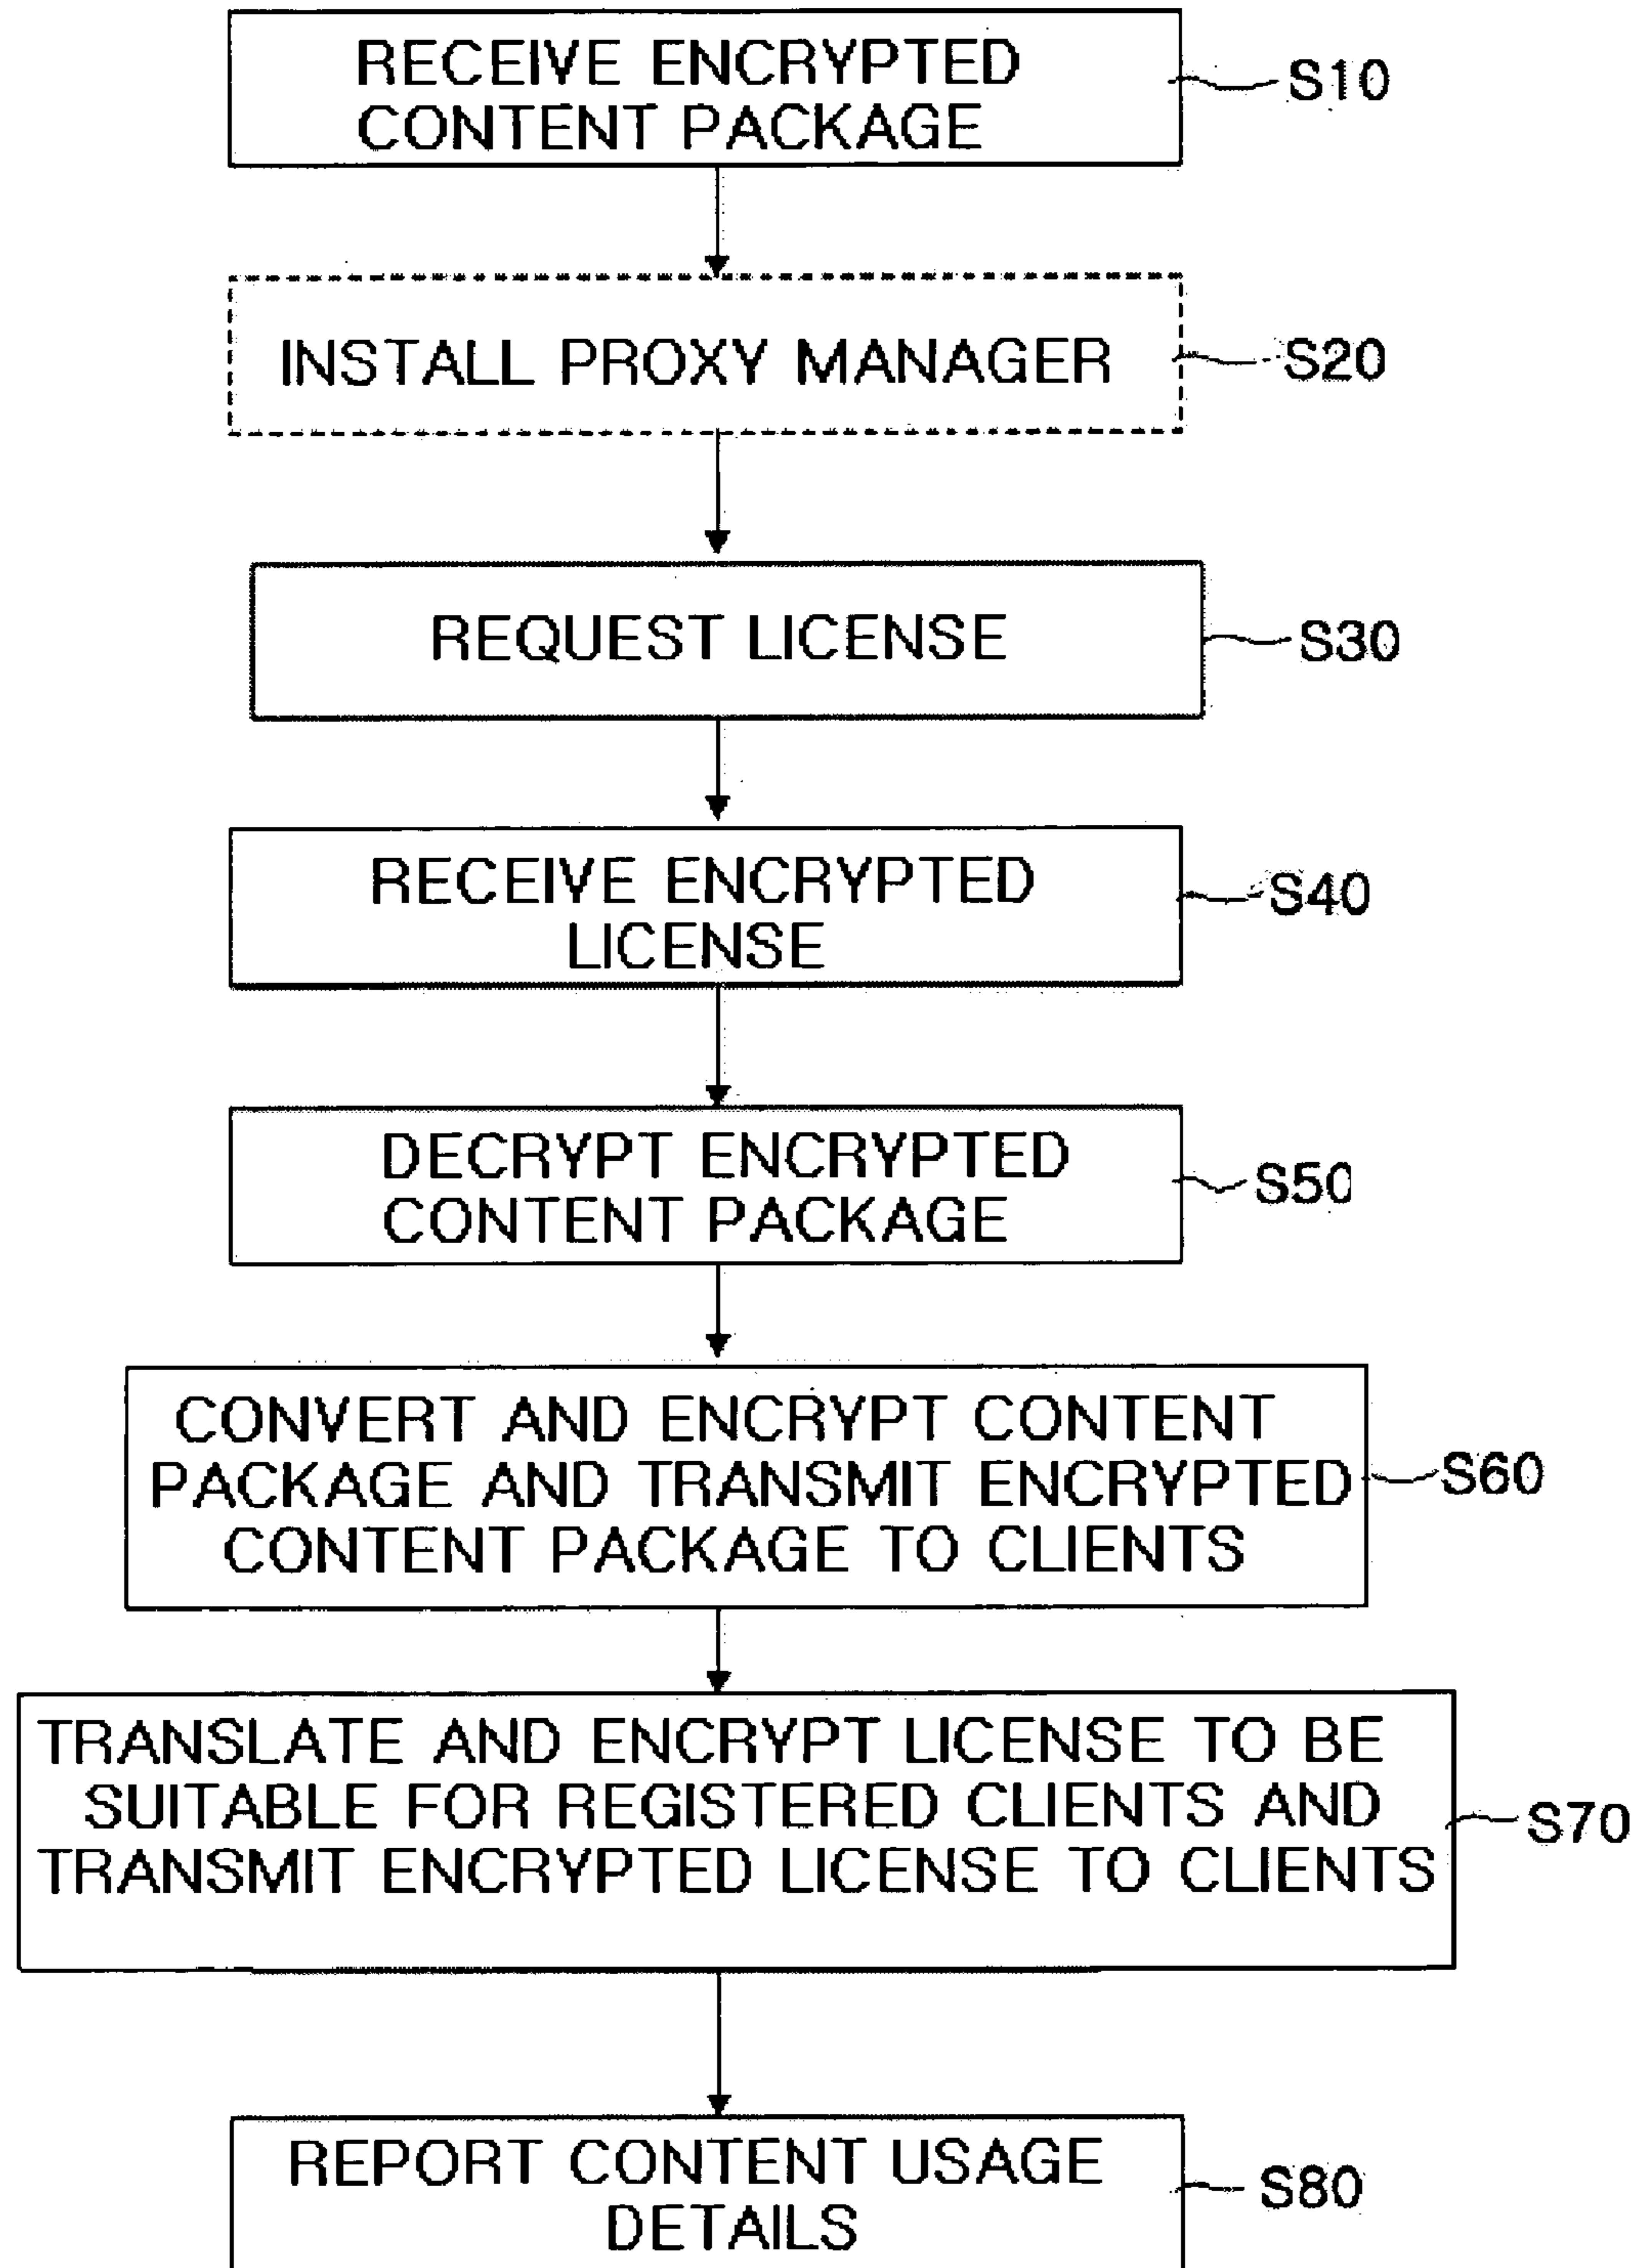 RECEIVE ENCRYPTED
CONTENT PACKAGE
S10
INSTALL PROXY MANAGER
S20
REQUEST LICENSE
S30
RECEIVE ENCRYPTED
LICENSE
S40
DECRYPT ENCRYPTED
CONTENT PACKAGE
S50
CONVERT AND ENCRYPT CONTENT
PACKAGE AND TRANSMIT ENCRYPTED
CONTENT PACKAGE TO CLIENTS
S60
TRANSLATE AND ENCRYPT LICENSE TO BE
SUITABLE FOR REGISTERED CLIENTS AND
TRANSMIT ENCRYPTED LICENSE TO CLIENTS
S70
REPORT CONTENT USAGE
DETAILS
S80